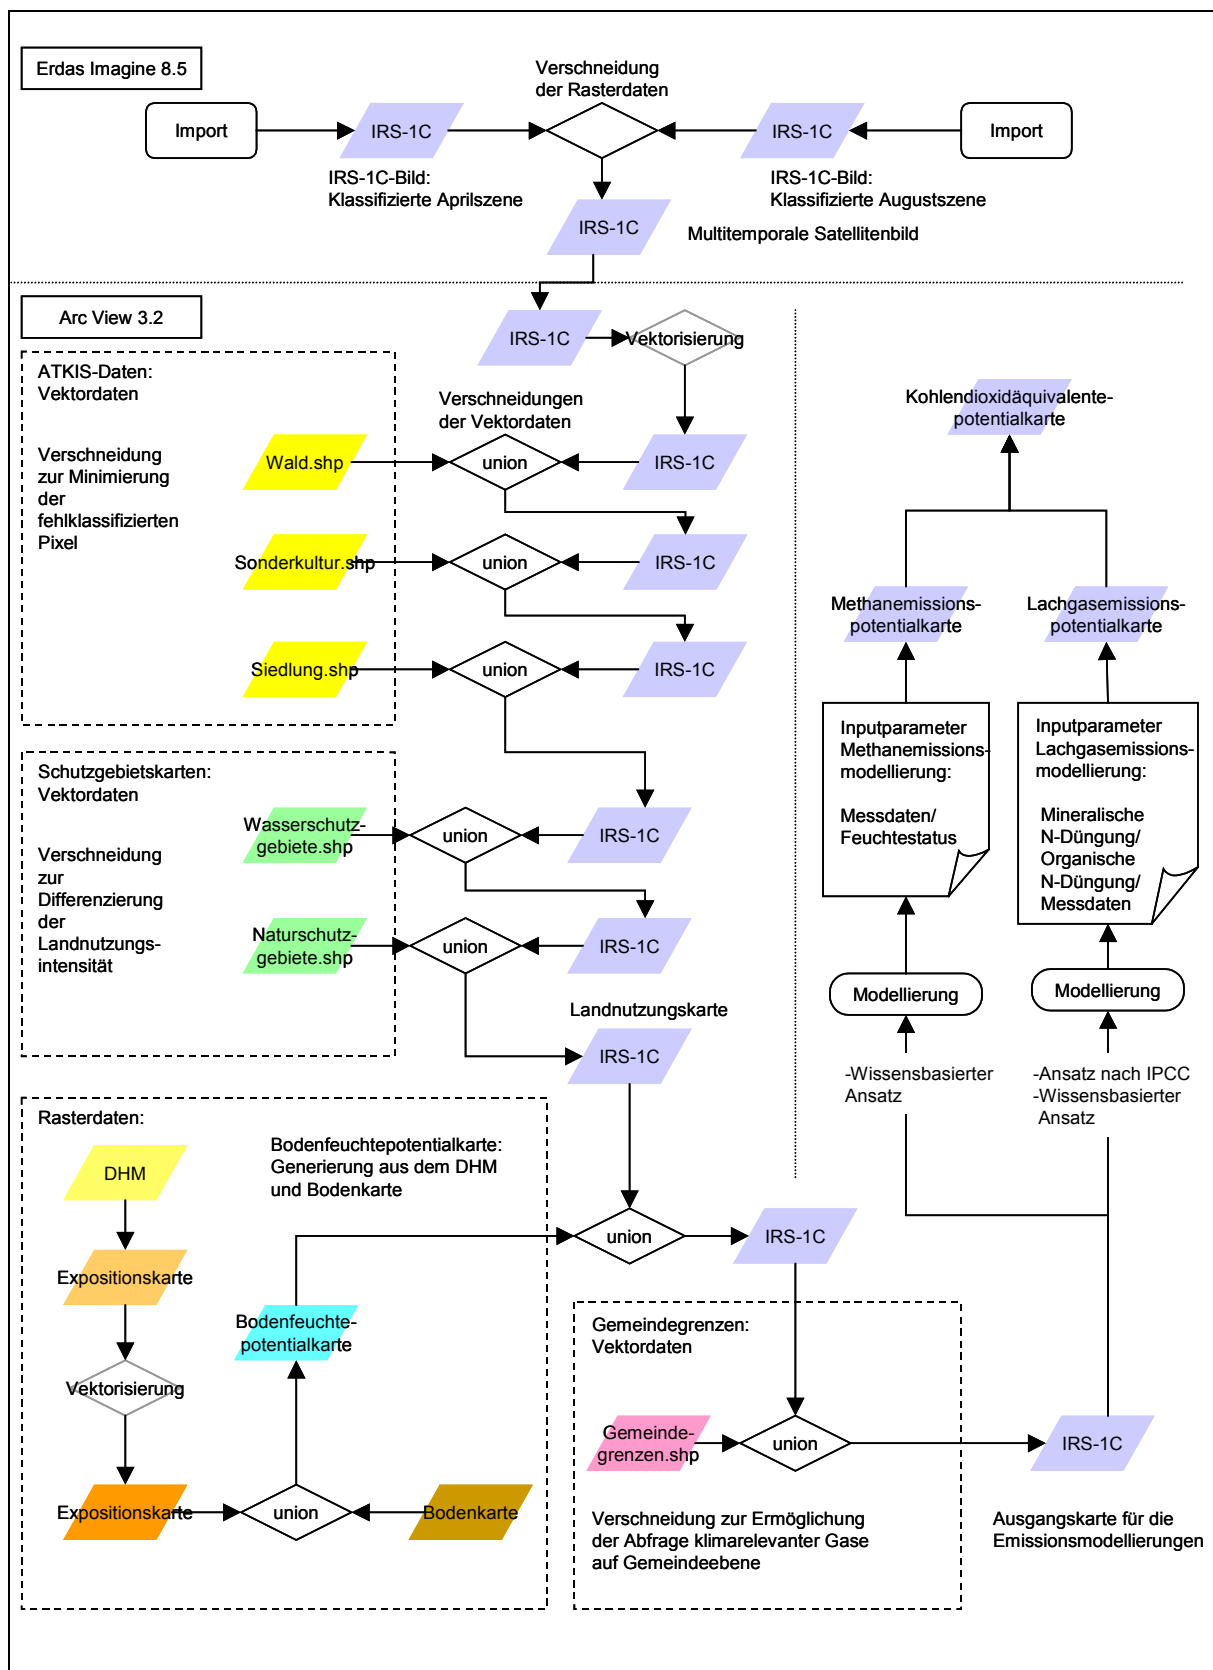 Erdas Imagine 8.5
Verschneidung
der Rasterdaten
Import
IRS-1C
IRS-1C
Import
IRS-1C-Bild:
Klassifizierte Aprilszene
IRS-1C-Bild:
Klassifizierte Augustszene
IRS-1C
Multitemporale Satellitenbild
Arc View 3.2
IRS-1C
Vektorisierung
ATKIS-Daten:
Vektordaten
Verschneidung
zur Minimierung
der
fehlklassifizierten
Pixel
Verschneidungen
der Vektordaten
Wald.shp
union
IRS-1C
Sonderkultur.shp
union
IRS-1C
Siedlung.shp
union
IRS-1C
Schutzgebietskarten:
Vektordaten
Verschneidung
zur
Differenzierung
der
Landnutzungs-
intensität
Wasserschutz-
gebiete.shp
union
IRS-1C
Naturschutz-
gebiete.shp
union
IRS-1C
Landnutzungskarte
IRS-1C
Rasterdaten:
Bodenfeuchtepotentialkarte:
Generierung aus dem DHM
und Bodenkarte
DHM
Expositionskarte
Vektorisierung
Expositionskarte
union
Bodenkarte
Bodenfeuchte-
potentialkarte
union
IRS-1C
Gemeindegrenzen:
Vektordaten
Gemeinde-
grenzen.shp
union
IRS-1C
Verschneidung zur Ermöglichung
der Abfrage klimarelevanter Gase
auf Gemeindeebene
Ausgangskarte für die
Emissionsmodellierungen
Kohlendioxidäquivalente-
potentialkarte
Methanemissions-
potentialkarte
Lachgasemissions-
potentialkarte
Inputparameter
Methanemissions-
modellierung:
Messdaten/
Feuchtestatus
Inputparameter
Lachgasemissions-
modellierung:
Mineralische
N-Düngung/
Organische
N-Düngung/
Messdaten
Modellierung
Modellierung
-Wissensbasierter
Ansatz
-Ansatz nach IPCC
-Wissensbasierter
Ansatz